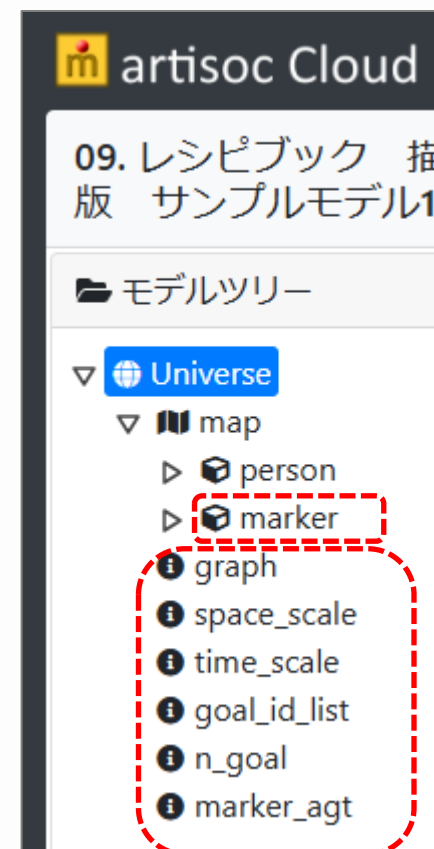 artisoc Cloud
09. レシピブック　描
版　サンプルモデル1
モデルツリー
Universe
map
person
marker
graph
space_scale
time_scale
goal_id_list
n_goal
marker_agt